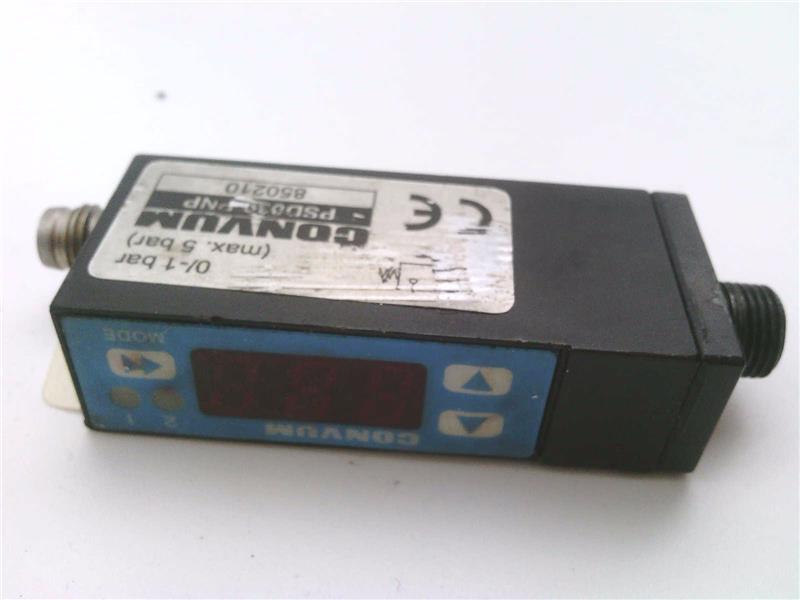 0/-1 bar
(max. 5 bar)
CONVUM
850210
CE
CONVUM
1 2
MODE